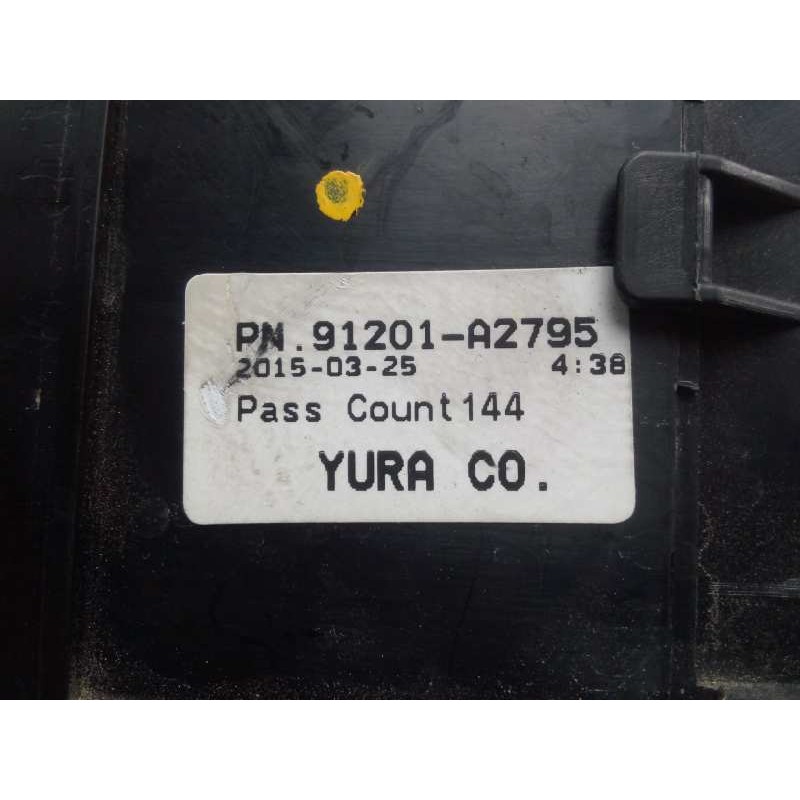 PN.91201-A2795
2015-03-25 4:38
Pass Count144
YURA CO.